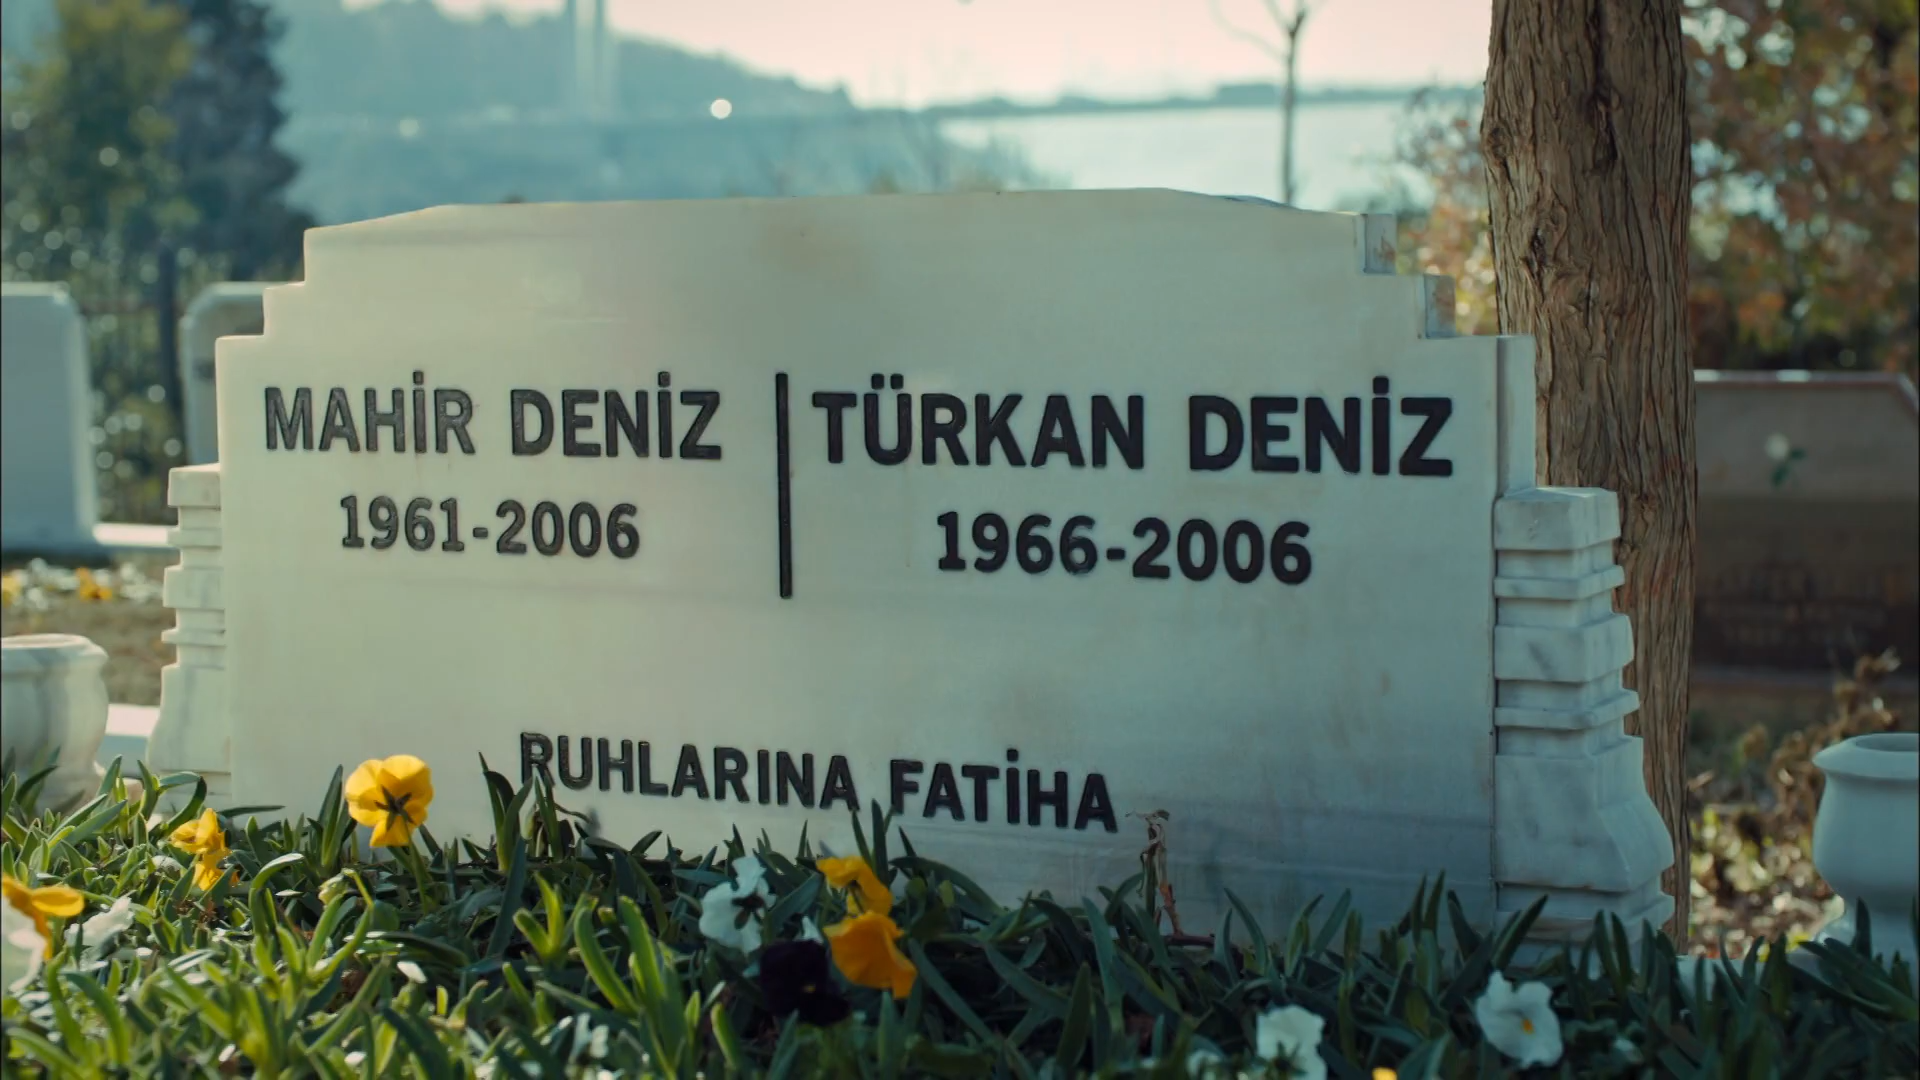 MAHİR DENİZ | TÜRKAN DENİZ
1961-2006 1966-2006
RUHLARINA FATİHA